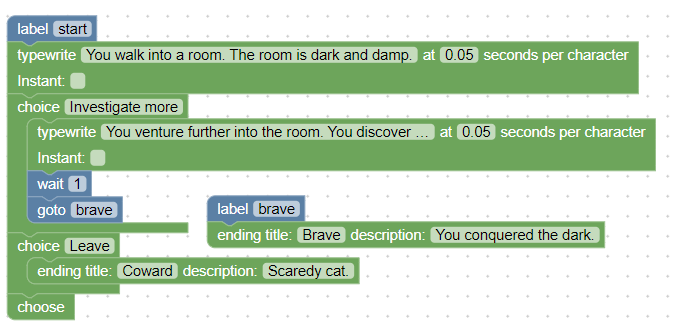 label start
typewrite You walk into a room. The room is dark and damp. at 0.05 seconds per character
Instant:
choice Investigate more
typewrite You venture further into the room. You discover ... at 0.05 seconds per character
Instant:
wait 1
goto brave
label brave
ending title: Brave description: You conquered the dark.
choice Leave
ending title: Coward description: Scaredy cat.
choose